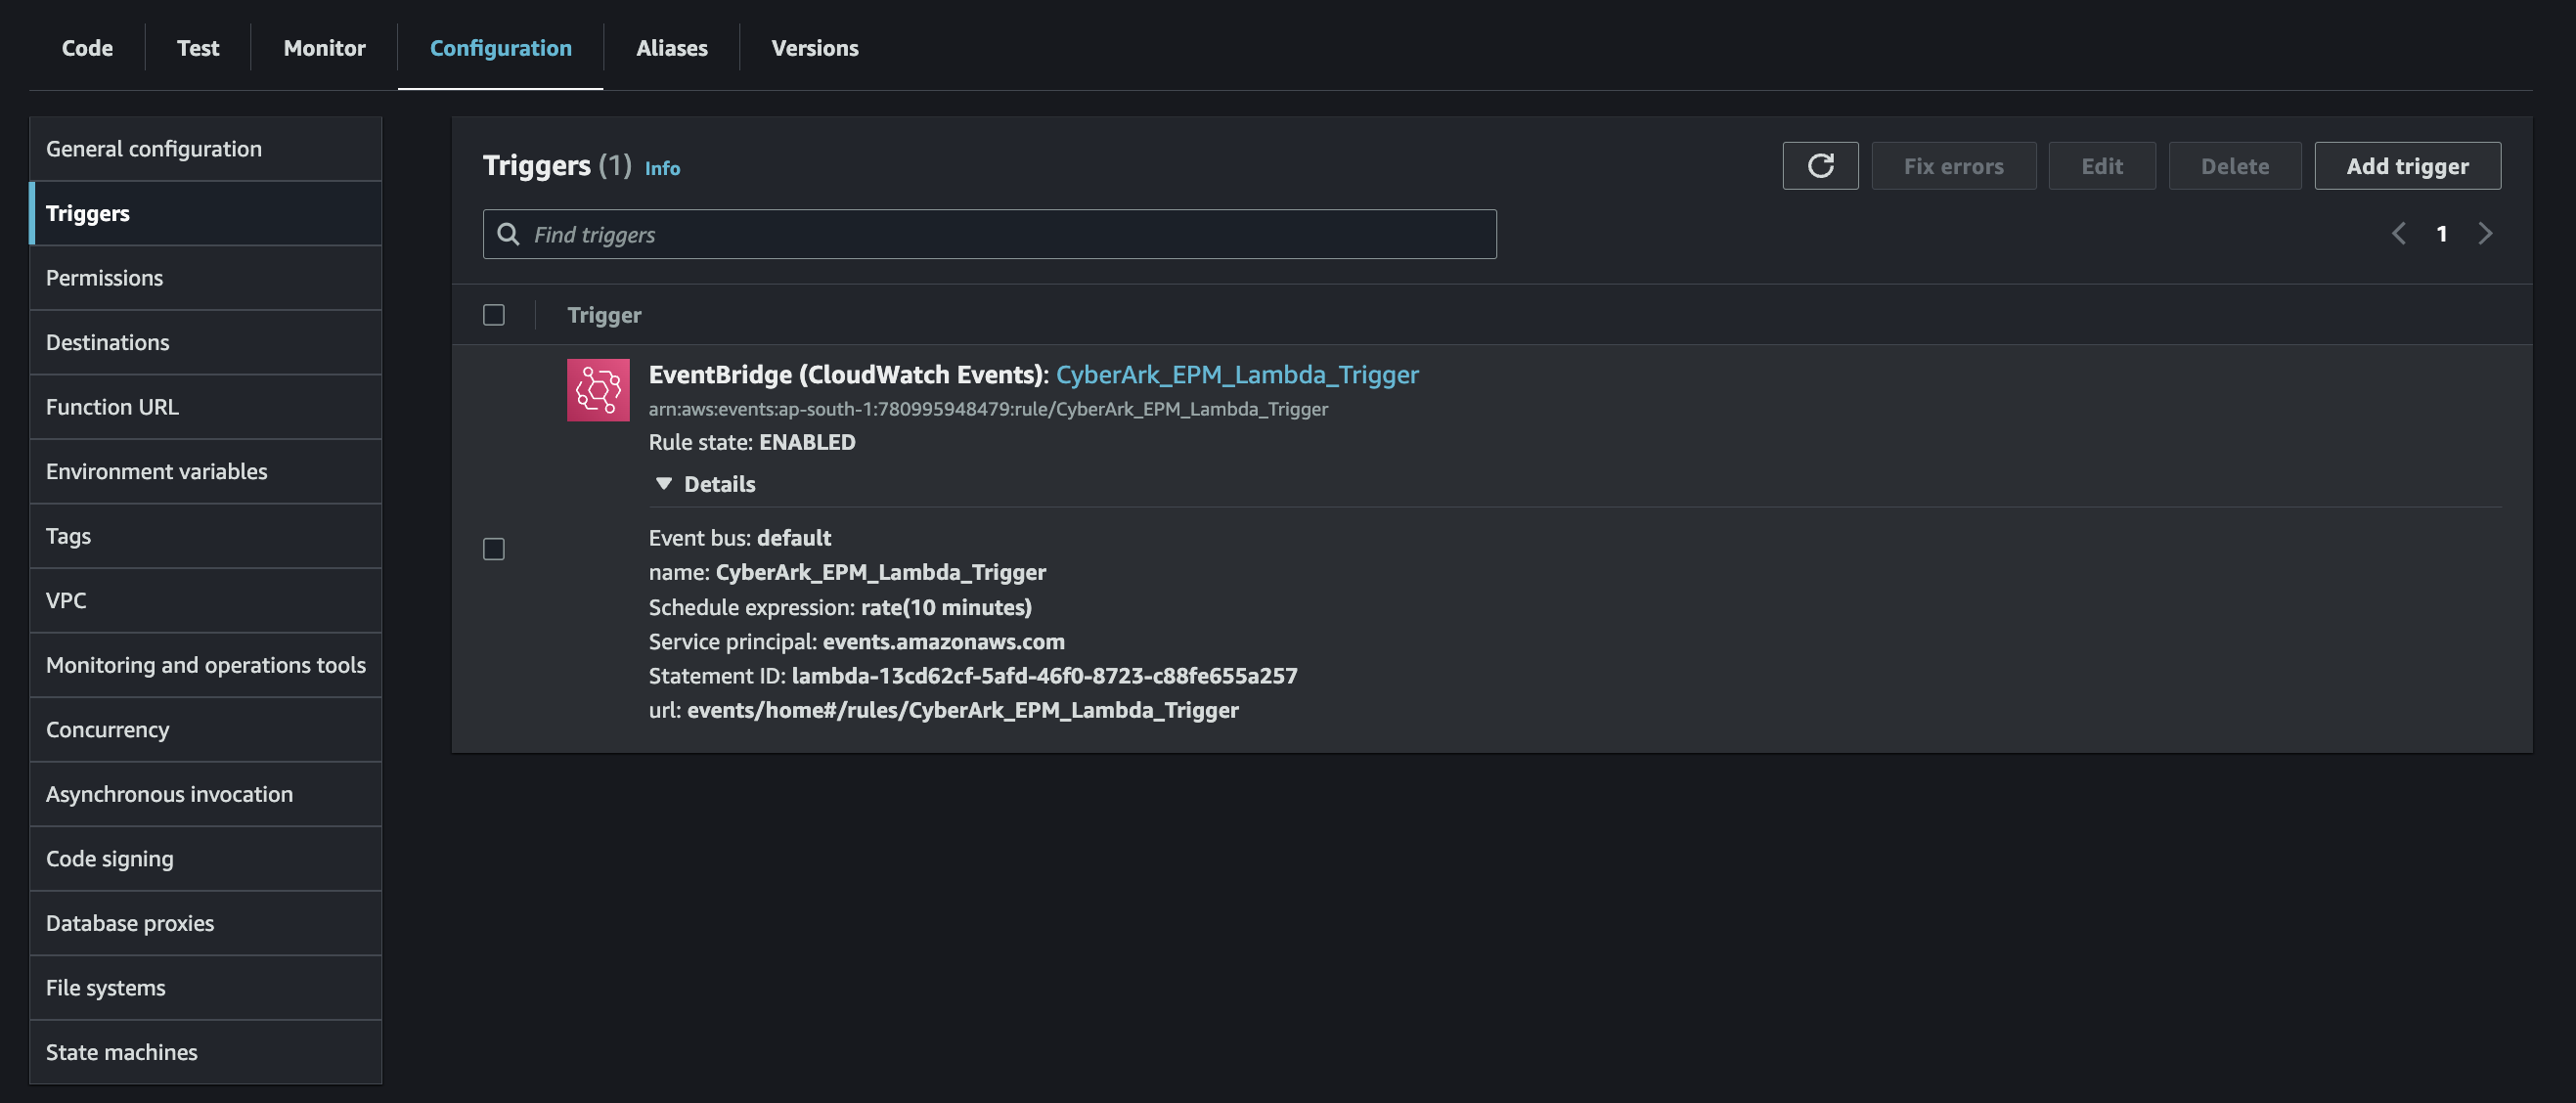 Code
Test
Monitor
Configuration
Aliases
Versions
General configuration
Triggers
Permissions
Destinations
Function URL
Environment variables
Tags
VPC
Monitoring and operations tools
Concurrency
Asynchronous invocation
Code signing
Database proxies
File systems
State machines
Triggers (1) Info
Fix errors
Edit
Delete
Add trigger
Find triggers
1
Trigger
EventBridge (CloudWatch Events): CyberArk_EPM_Lambda_Trigger
arn:aws:events:ap-south-1:780995948479:rule/CyberArk_EPM_Lambda_Trigger
Rule state: ENABLED
Details
Event bus: default
name: CyberArk_EPM_Lambda_Trigger
Schedule expression: rate(10 minutes)
Service principal: events.amazonaws.com
Statement ID: lambda-13cd62cf-5afd-46f0-8723-c88fe655a257
url: events/home#/rules/CyberArk_EPM_Lambda_Trigger